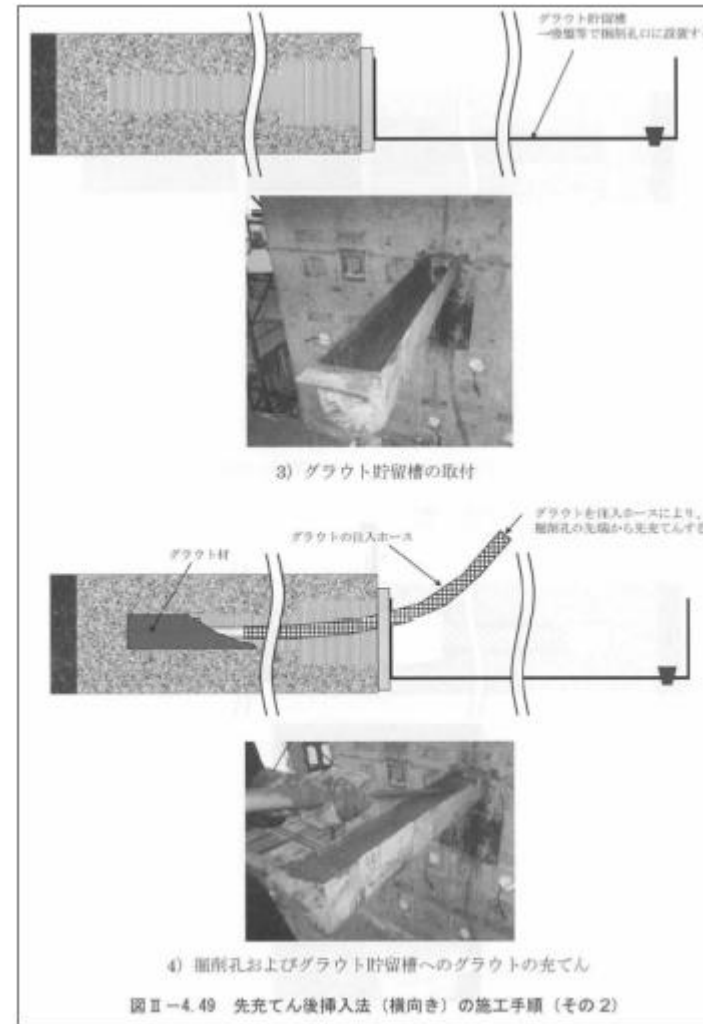 グラウト貯留槽
→吸盤等で掘削孔口に設置す
3) グラウト貯留槽の取付
グラウトを注入ホースにより、
掘削孔の先端から先充てんする
グラウトの注入ホース
グラウト材
4) 掘削孔およびグラウト貯留槽へのグラウトの充てん
図Ⅱ-4.49 先充てん後挿入法（横向き）の施工手順（その2）